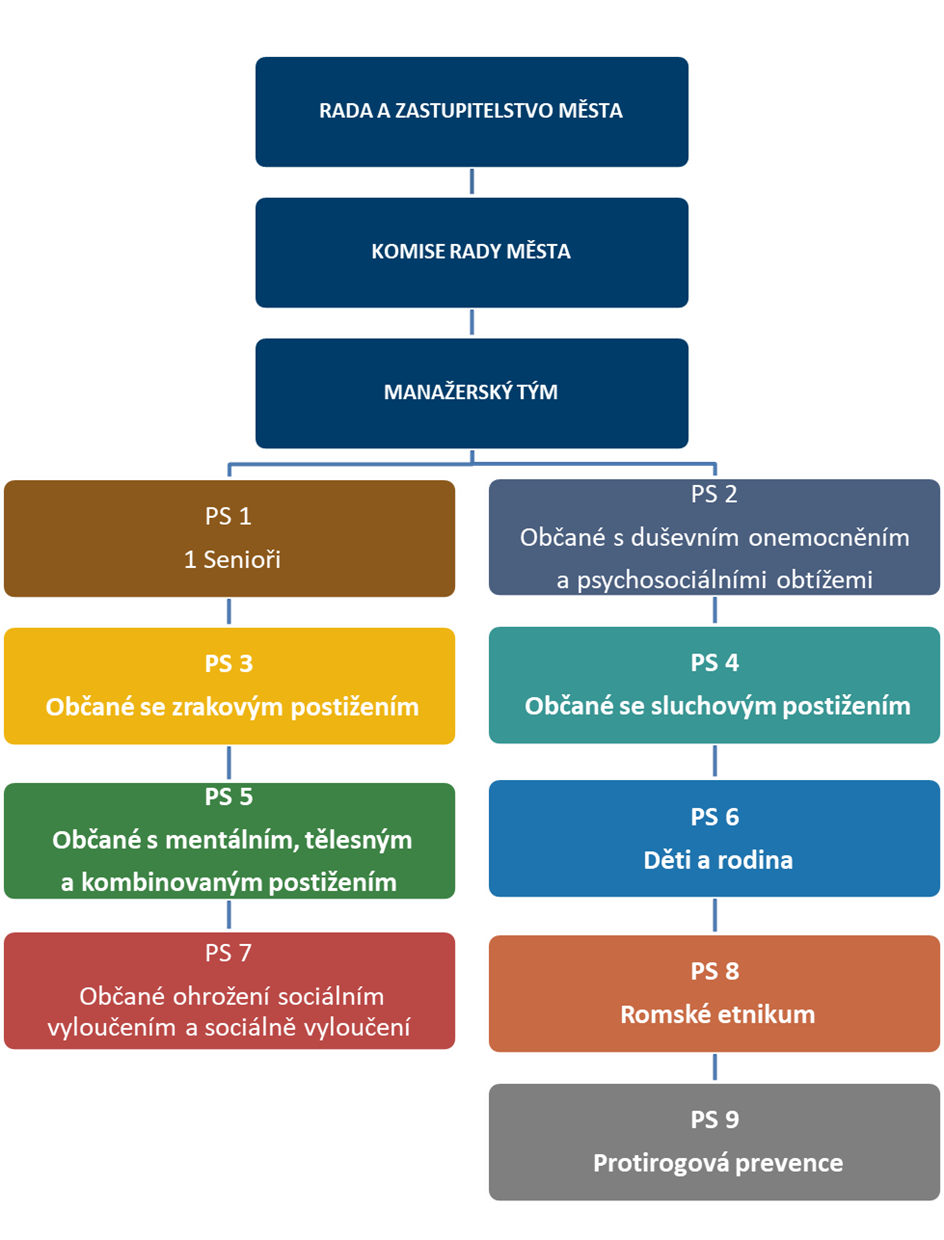 RADA A ZASTUPITELSTVO MĚSTA
KOMISE RADY MĚSTA
MANAŽERSKÝ TÝM
PS 1
1 Senioři
PS 2
Občané s duševním onemocněním
a psychosociálními obtížemi
PS 3
Občané se zrakovým postižením
PS 4
Občané se sluchovým postižením
PS 5
Občané s mentálním, tělesným
a kombinovaným postižením
PS 6
Děti a rodina
PS 7
Občané ohrožení sociálním
vyloučením a sociálně vyloučení
PS 8
Romské etnikum
PS 9
Protirogová prevence